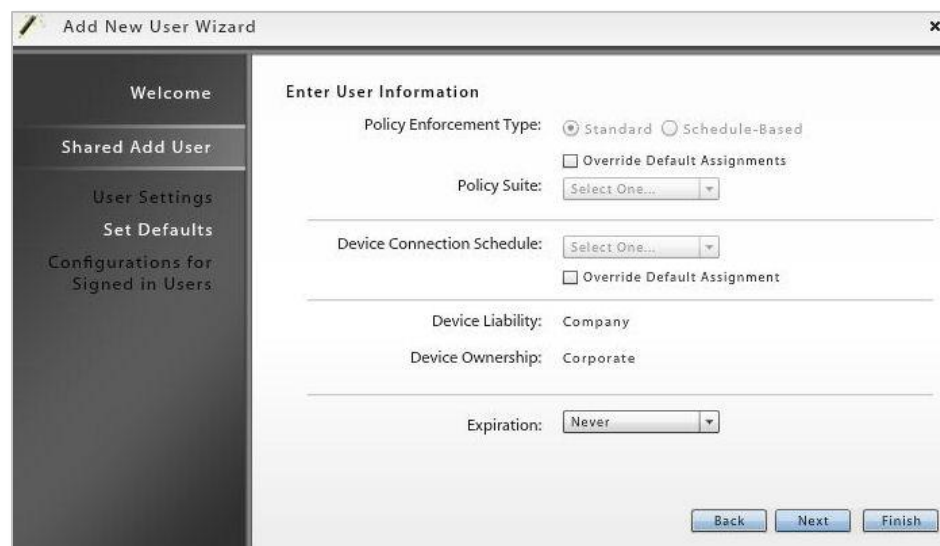 Add New User Wizard
Welcome
Shared Add User
User Settings
Set Defaults
Configurations for
Signed in Users
Enter User Information
Policy Enforcement Type: Standard Schedule-Based
Override Default Assignments
Policy Suite: Select One...
Device Connection Schedule: Select One...
Override Default Assignment
Device Liability: Company
Device Ownership: Corporate
Expiration: Never
Back Next Finish